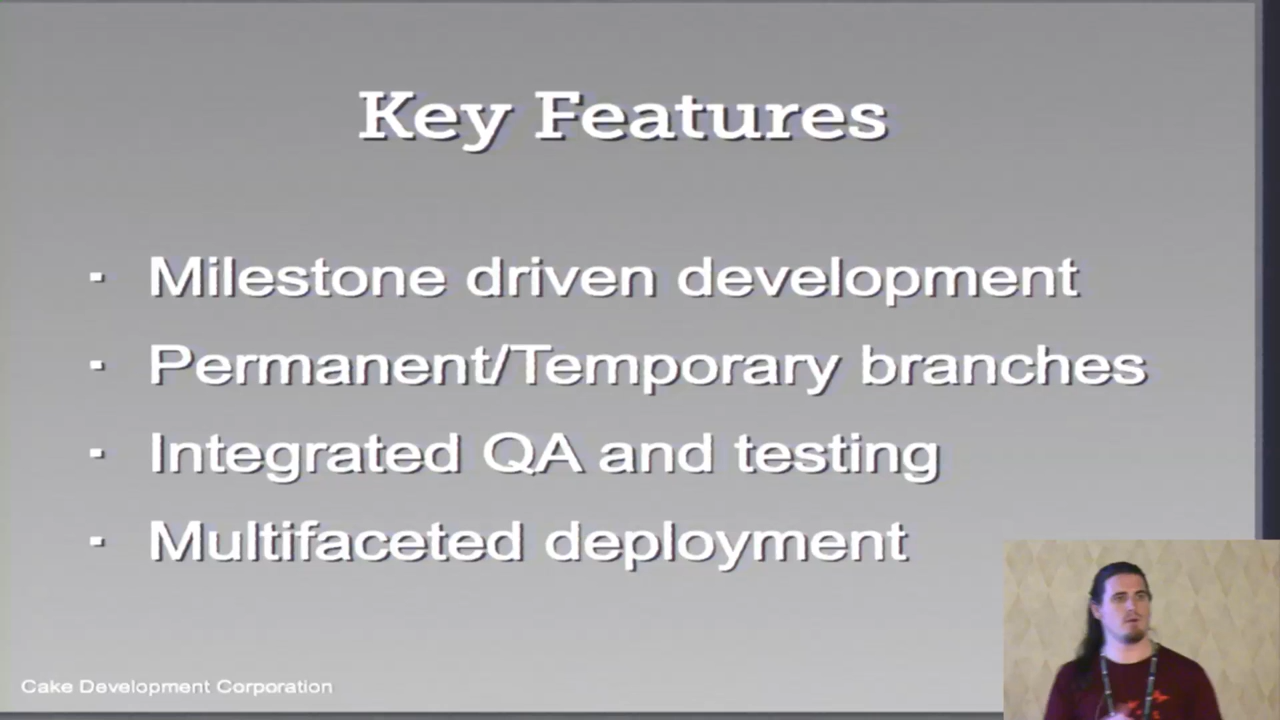 Key Features
▪ Milestone driven development
▪ Permanent/Temporary branches
▪ Integrated QA and testing
▪ Multifaceted deployment
Cake Development Corporation